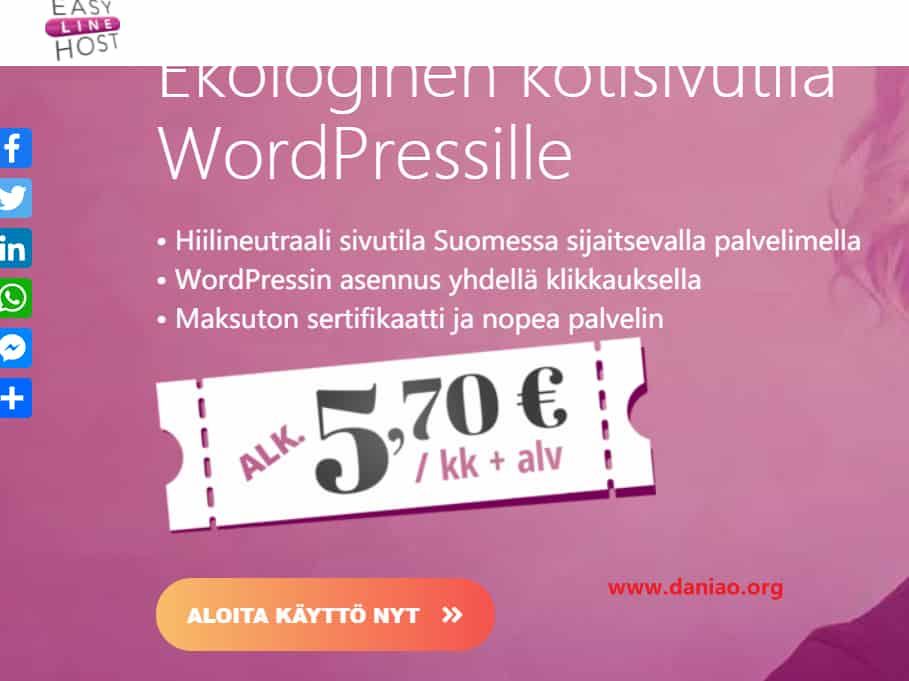 EASY
LINE
HOST
Ekologinen kotisivutila
WordPressille
• Hiilineutraali sivutila Suomessa sijaitsevalla palvelimella
• WordPressin asennus yhdellä klikkauksella
• Maksuton sertifikaatti ja nopea palvelin
ALK. 5,70 €
/ kk + alv
www.daniao.org
ALOITA KÄYTTÖ NYT »